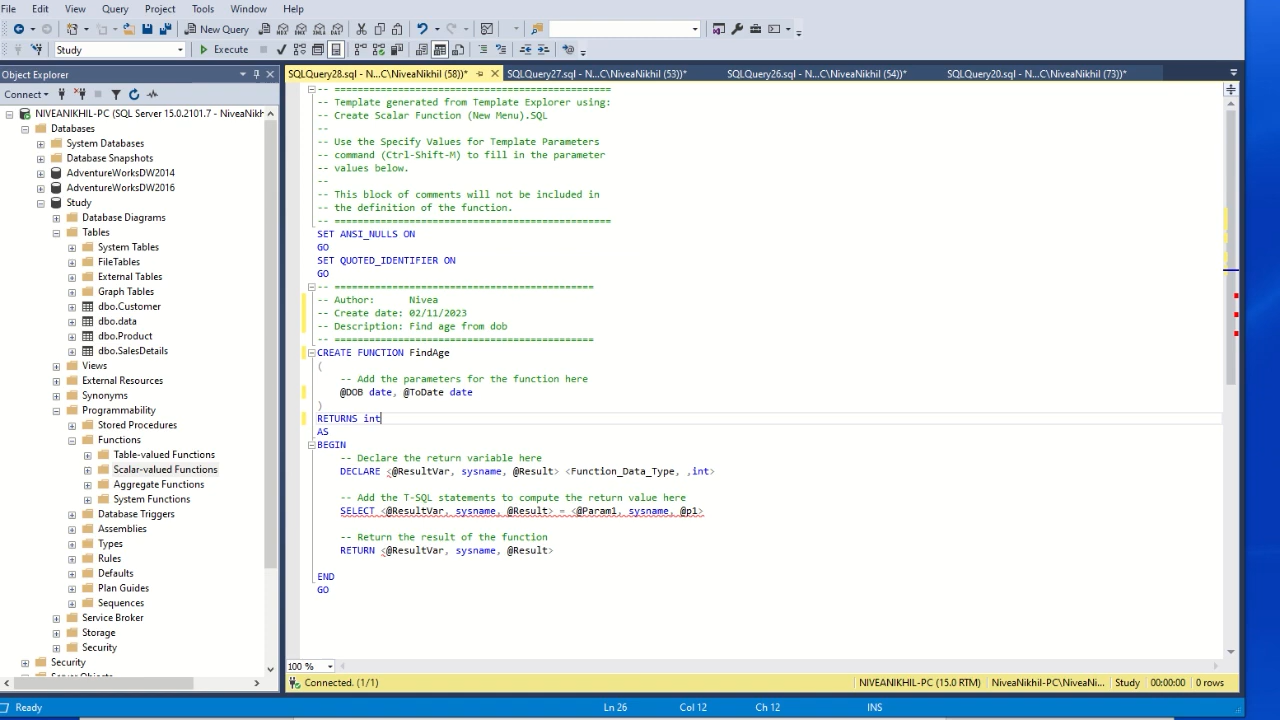 File Edit View Query Project Tools Window Help
New Query MDX DMX XMLA DAX
Study Execute
Object Explorer
Connect
NIVEANIKHIL-PC (SQL Server 15.0.2101.7 - NiveaNikh
Databases
System Databases
Database Snapshots
AdventureWorksDW2014
AdventureWorksDW2016
Study
Database Diagrams
Tables
System Tables
FileTables
External Tables
Graph Tables
dbo.Customer
dbo.data
dbo.Product
dbo.SalesDetails
Views
External Resources
Synonyms
Programmability
Stored Procedures
Functions
Table-valued Functions
Scalar-valued Functions
Aggregate Functions
System Functions
Database Triggers
Assemblies
Types
Rules
Defaults
Plan Guides
Sequences
Service Broker
Storage
Security
Security
SQLQuery28.sql - N...C\NiveaNikhil (58))* SQLQuery27.sql - N...C\NiveaNikhil (53))* SQLQuery26.sql - N...C\NiveaNikhil (54))* SQLQuery20.sql - N...C\NiveaNikhil (73))*
-- ================================================
-- Template generated from Template Explorer using:
-- Create Scalar Function (New Menu).SQL
--
-- Use the Specify Values for Template Parameters
-- command (Ctrl-Shift-M) to fill in the parameter
-- values below.
--
-- This block of comments will not be included in
-- the definition of the function.
-- ================================================
SET ANSI_NULLS ON
GO
SET QUOTED_IDENTIFIER ON
GO
-- =============================================
-- Author: Nivea
-- Create date: 02/11/2023
-- Description: Find age from dob
-- =============================================
CREATE FUNCTION FindAge
(
-- Add the parameters for the function here
@DOB date, @ToDate date
)
RETURNS int
AS
BEGIN
-- Declare the return variable here
DECLARE <@ResultVar, sysname, @Result> <Function_Data_Type, ,int>
-- Add the T-SQL statements to compute the return value here
SELECT <@ResultVar, sysname, @Result> = <@Param1, sysname, @p1>
-- Return the result of the function
RETURN <@ResultVar, sysname, @Result>
END
GO
100 %
Connected. (1/1) NIVEANIKHIL-PC (15.0 RTM) NiveaNikhil-PC\NiveaNi... Study 00:00:00 0 rows
Ready Ln 26 Col 12 Ch 12 INS